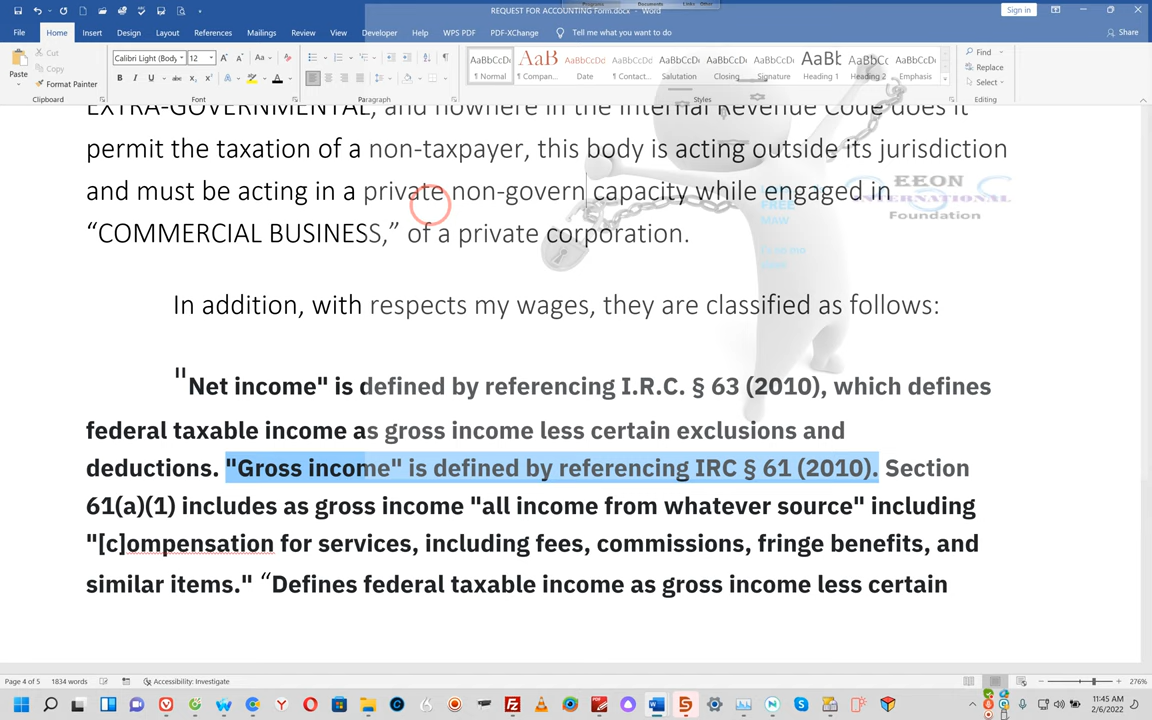 Programs Documents Links Other
REQUEST FOR ACCOUNTING Form.docx - Word
Sign in
File Home Insert Draw Design Layout References Mailings Review View Developer Help WPS PDF PDF-XChange Tell me what you want to do Share
Paste Cut Copy Format Painter
Calibri Light (Body) 12
¶ Normal ¶ Compan... Date ¶ Contact... Salutation Closing Signature Heading 1 Heading 2 Emphasis
Find Replace Select
Clipboard Font Paragraph Styles Editing
EXTRA-GOVERNMENTAL, and nowhere in the Internal Revenue Code does it
permit the taxation of a non-taxpayer, this body is acting outside its jurisdiction
and must be acting in a private non-govern capacity while engaged in
“COMMERCIAL BUSINESS,” of a private corporation.
EEON
INTERNATIONAL
Foundation
FREE
MAW
In addition, with respects my wages, they are classified as follows:
"Net income" is defined by referencing I.R.C. § 63 (2010), which defines
federal taxable income as gross income less certain exclusions and
deductions. "Gross income" is defined by referencing IRC § 61 (2010). Section
61(a)(1) includes as gross income "all income from whatever source" including
"[c]ompensation for services, including fees, commissions, fringe benefits, and
similar items." “Defines federal taxable income as gross income less certain
Page 4 of 5 1834 words Accessibility: Investigate 276%
11:45 AM
2/6/2022